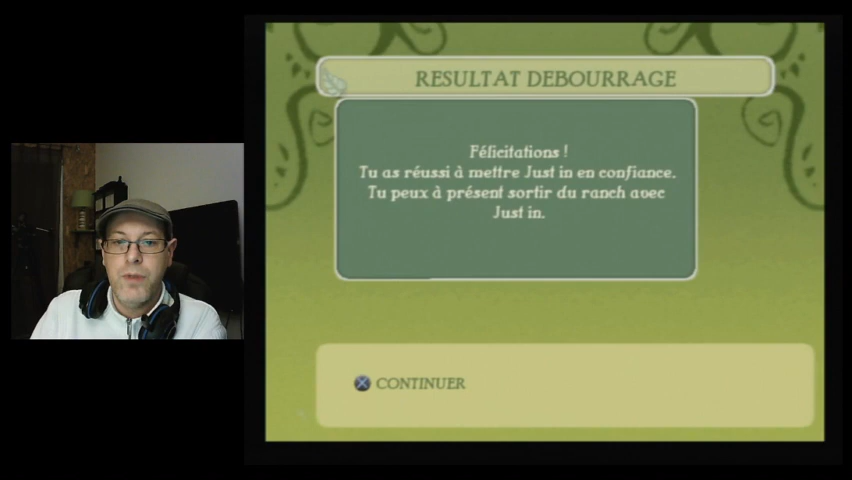 RESULTAT DEBOURRAGE
Félicitations !
Tu as réussi à mettre Just in en confiance.
Tu peux à présent sortir du ranch avec
Just in.
CONTINUER